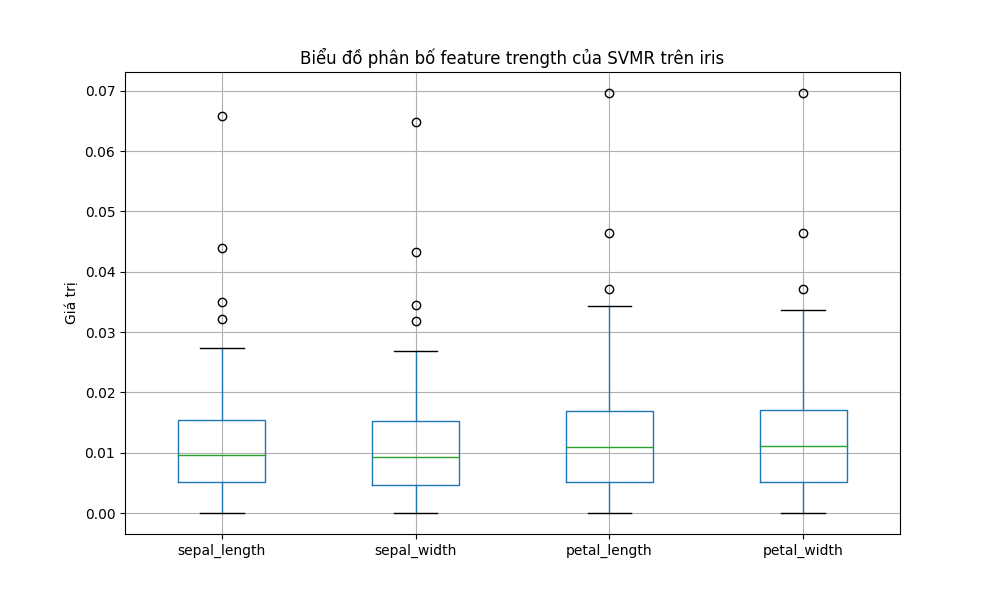 Biểu đồ phân bố feature trength của SVMR trên iris
0.07
0.06
0.05
0.04
0.03
0.02
0.01
0.00
Giá trị
sepal_length
sepal_width
petal_length
petal_width